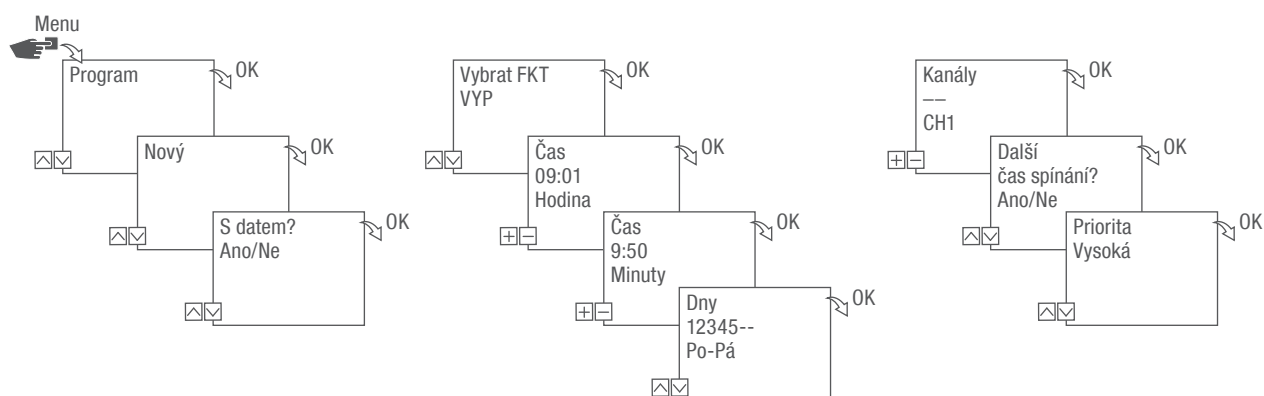 Menu
Program
OK
Nový
OK
S datem?
Ano/Ne
OK
Vybrat FKT
VYP
OK
Čas
09:01
Hodina
OK
Čas
9:50
Minuty
OK
Dny
12345--
Po-Pá
OK
Kanály
––
CH1
OK
Další
čas spínání?
Ano/Ne
OK
Priorita
Vysoká
OK